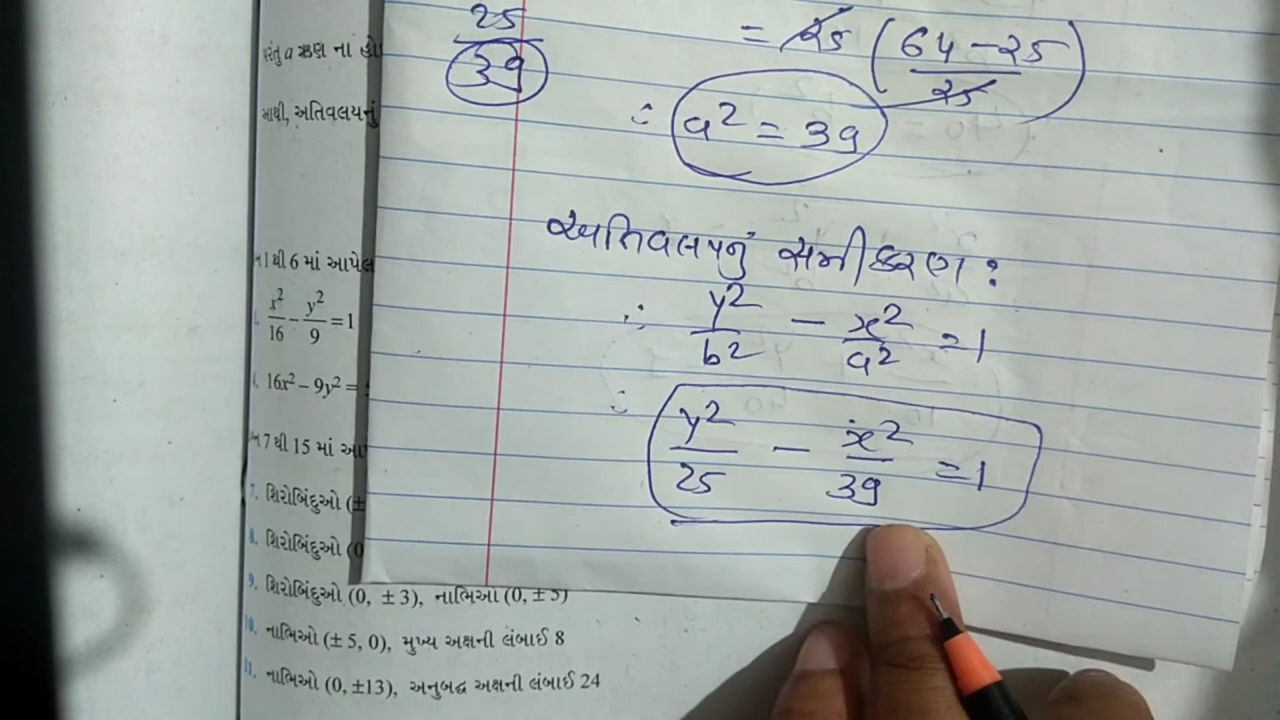 પરંતુ a ઋણ ના હો
માથી, અતિવલયનું
1 થી 6 માં આપેલ
x²/16 - y²/9 = 1
16x² – 9y² =
7 થી 15 માં આ
7. શિરોબિંદુઓ (±
8. શિરોબિંદુઓ (0
9. શિરોબિંદુઓ (0, ±3), નાભિઓ (0, ±5)
10. નાભિઓ (±5, 0), મુખ્ય અક્ષની લંબાઈ 8
11. નાભિઓ (0, ±13), અનુબદ્ધ અક્ષની લંબાઈ 24
25
39
= 25 (64-25/25)
∴ a² = 39
અતિવલયનું સમીકરણ :
∴ y²/b² - x²/a² = 1
∴ y²/25 - x²/39 = 1